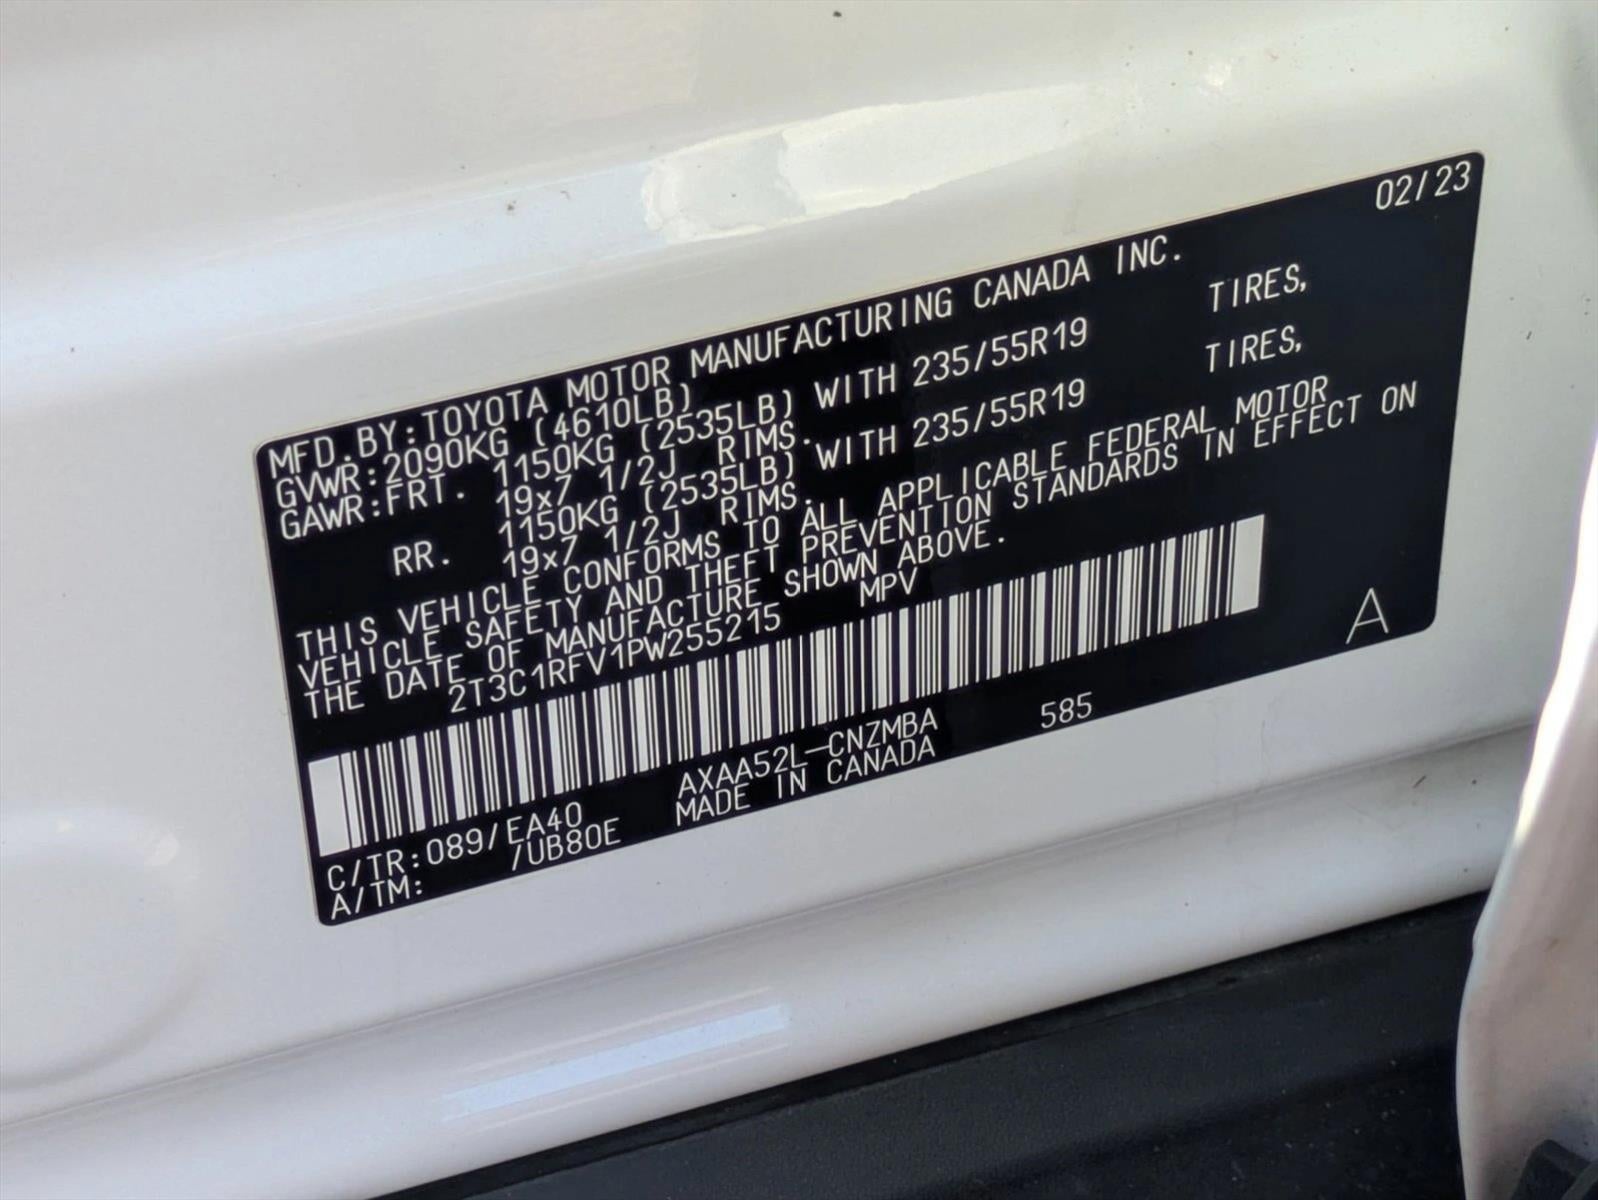 02/23
MFD.BY:TOYOTA MOTOR MANUFACTURING CANADA INC.
GVWR:2090KG (4610LB)
GAWR:FRT. 1150KG (2535LB) WITH 235/55R19 TIRES,
19x7 1/2J RIMS.
RR. 1150KG (2535LB) WITH 235/55R19 TIRES,
19x7 1/2J RIMS.
THIS VEHICLE CONFORMS TO ALL APPLICABLE FEDERAL MOTOR
VEHICLE SAFETY AND THEFT PREVENTION STANDARDS IN EFFECT ON
THE DATE OF MANUFACTURE SHOWN ABOVE.
2T3C1RFV1PW255215 MPV
A
C/TR:089/EA40 AXAA52L-CNZMBA 585
A/TM: /UB80E MADE IN CANADA